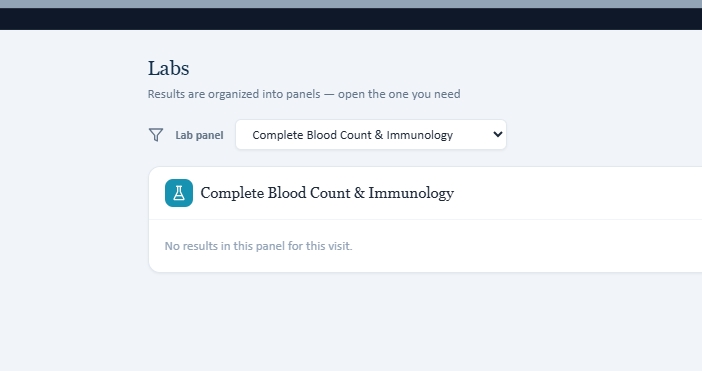 Labs
Results are organized into panels — open the one you need
Lab panel
Complete Blood Count & Immunology
Complete Blood Count & Immunology
No results in this panel for this visit.